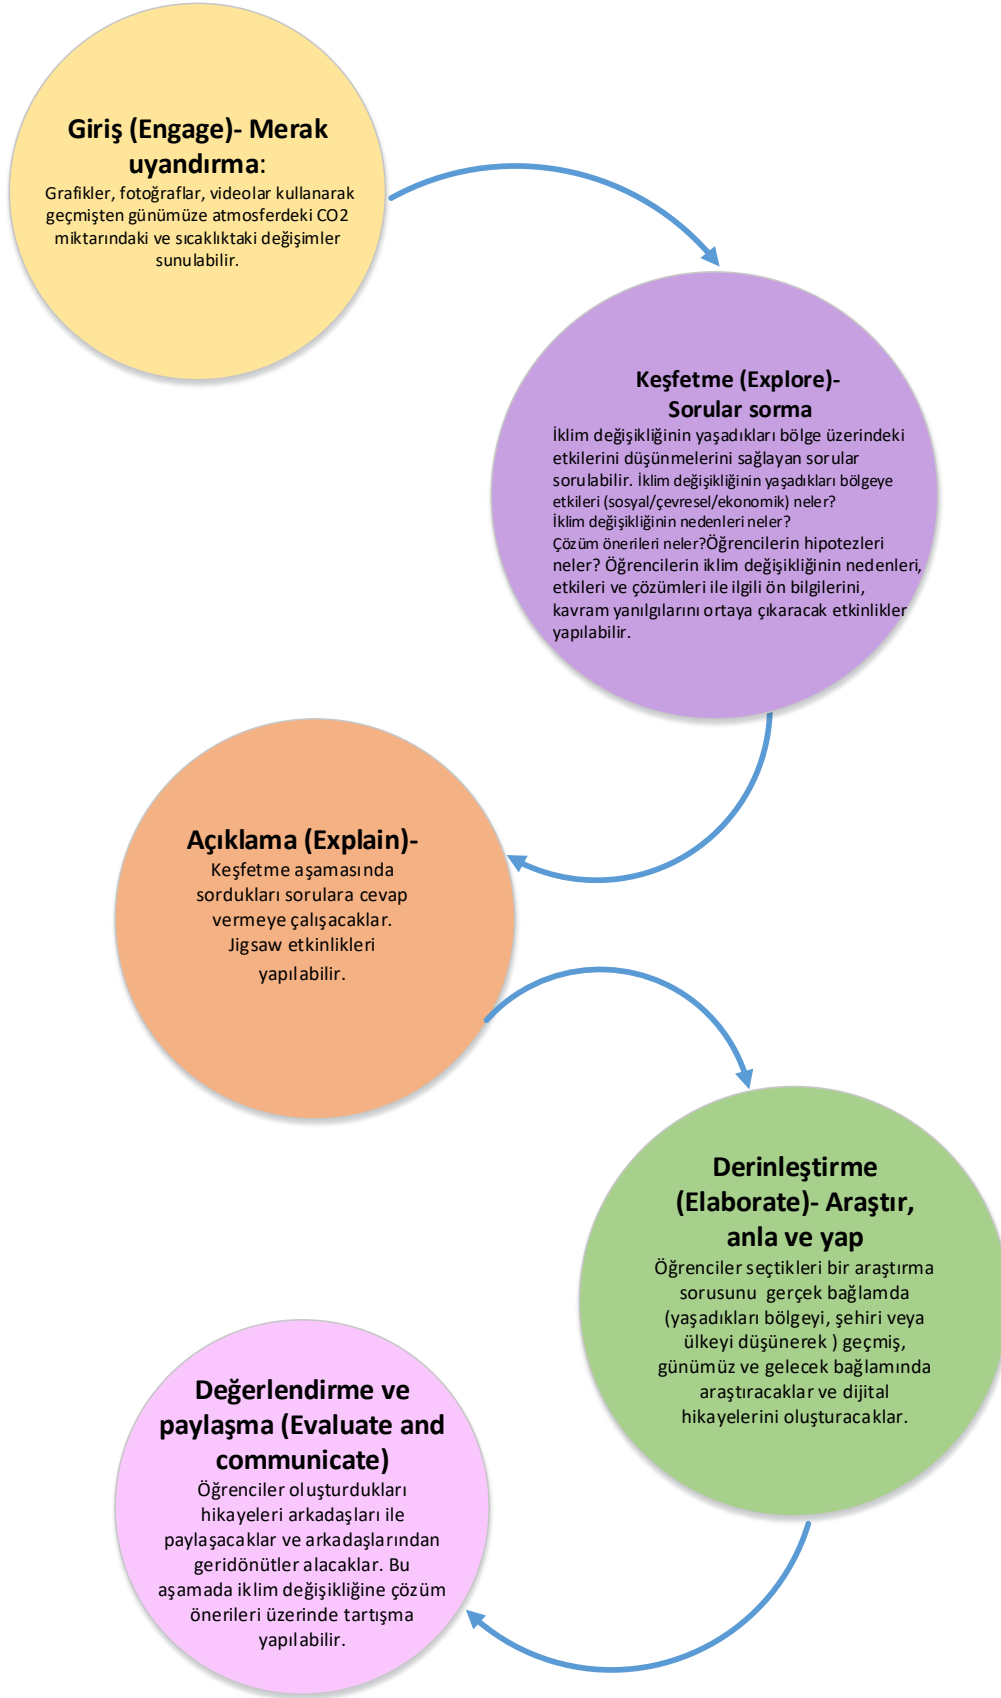 Giriş (Engage)- Merak
uyandırma:
Grafikler, fotoğraflar, videolar kullanarak
geçmişten günümüze atmosferdeki CO2
miktarındaki ve sıcaklıktaki değişimler
sunulabilir.
Keşfetme (Explore)-
Sorular sorma
İklim değişikliğinin yaşadıkları bölge üzerindeki
etkilerini düşünmelerini sağlayan sorular
sorulabilir. İklim değişikliğinin yaşadıkları bölgeye
etkileri (sosyal/çevresel/ekonomik) neler?
İklim değişikliğinin nedenleri neler?
Çözüm önerileri neler?Öğrencilerin hipotezleri
neler? Öğrencilerin iklim değişikliğinin nedenleri,
etkileri ve çözümleri ile ilgili ön bilgilerini,
kavram yanılgılarını ortaya çıkaracak etkinlikler
yapılabilir.
Açıklama (Explain)-
Keşfetme aşamasında
sordukları sorulara cevap
vermeye çalışacaklar.
Jigsaw etkinlikleri
yapılabilir.
Derinleştirme
(Elaborate)- Araştır,
anla ve yap
Öğrenciler seçtikleri bir araştırma
sorusunu gerçek bağlamda
(yaşadıkları bölgeyi, şehiri veya
ülkeyi düşünerek ) geçmiş,
günümüz ve gelecek bağlamında
araştıracaklar ve dijital
hikayelerini oluşturacaklar.
Değerlendirme ve
paylaşma (Evaluate and
communicate)
Öğrenciler oluşturdukları
hikayeleri arkadaşları ile
paylaşacaklar ve arkadaşlarından
geridönütler alacaklar. Bu
aşamada iklim değişikliğine çözüm
önerileri üzerinde tartışma
yapılabilir.